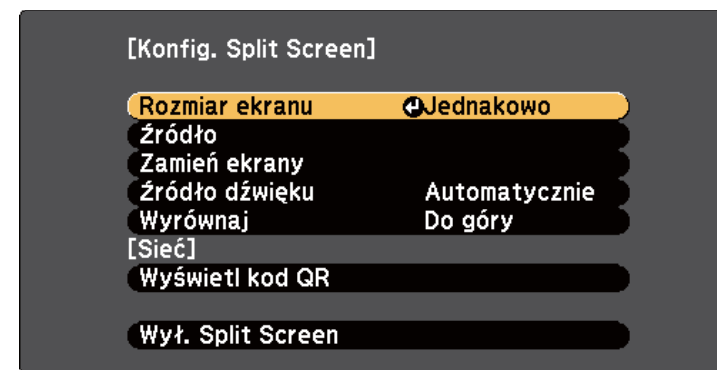 [Konfig. Split Screen]
Rozmiar ekranu Jednakowo
Źródło
Zamień ekrany
Źródło dźwięku Automatycznie
Wyrównaj Do góry
[Sieć]
Wyświetl kod QR
Wył. Split Screen